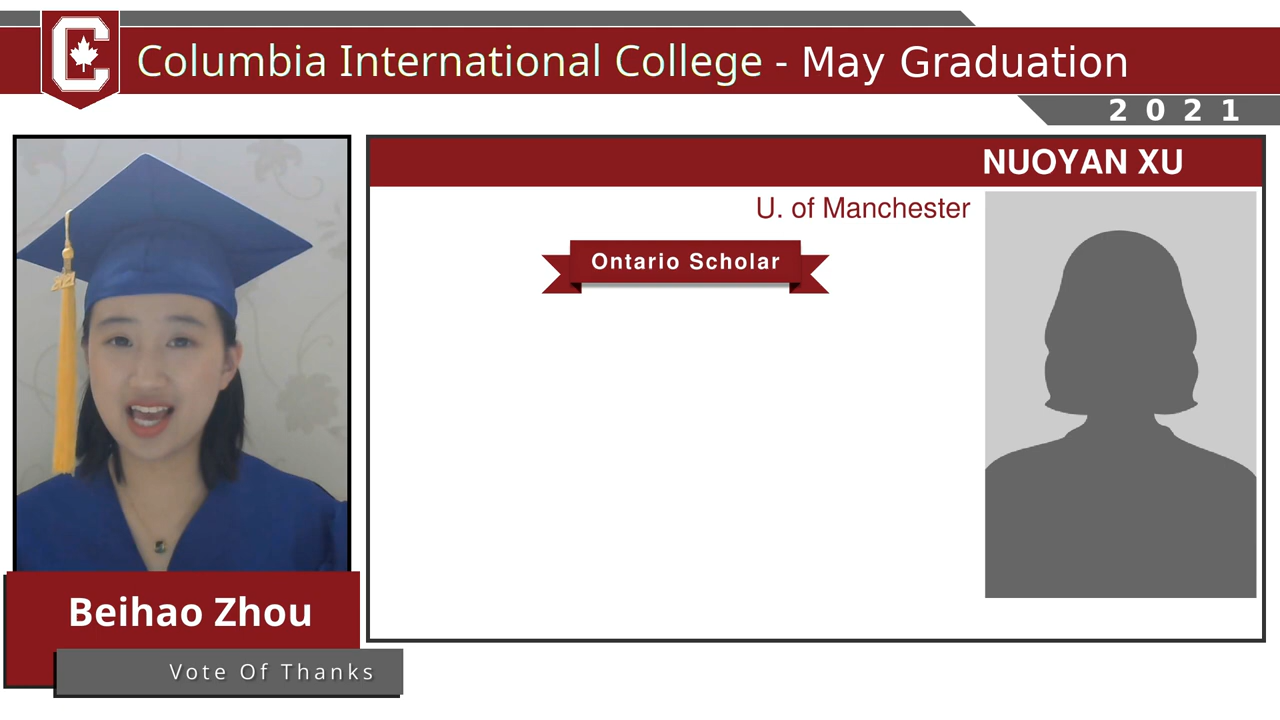 Columbia International College - May Graduation
2021
NUOYAN XU
U. of Manchester
Ontario Scholar
Beihao Zhou
Vote Of Thanks